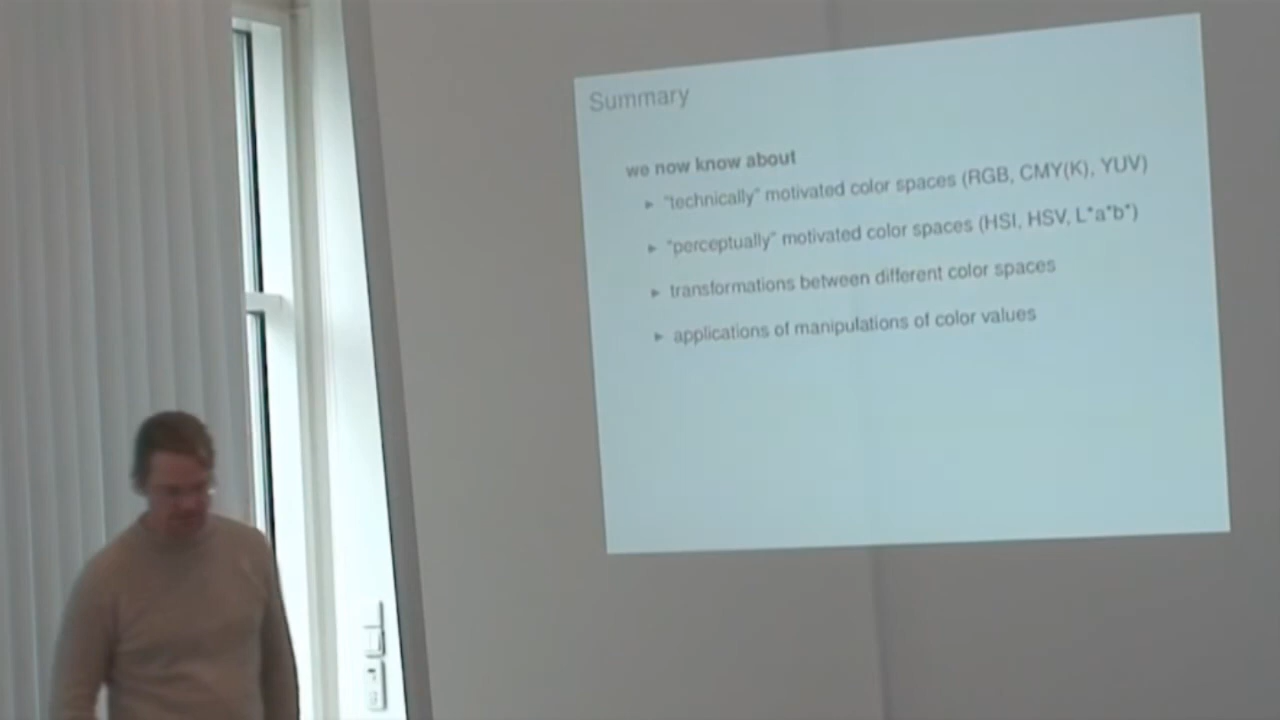 Summary
we now know about
► "technically" motivated color spaces (RGB, CMY(K), YUV)
► "perceptually" motivated color spaces (HSI, HSV, L*a*b*)
► transformations between different color spaces
► applications of manipulations of color values